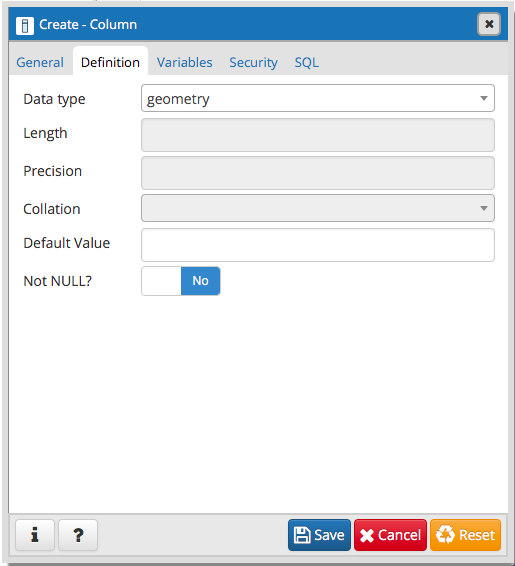 Create - Column
General Definition Variables Security SQL
Data type geometry
Length
Precision
Collation
Default Value
Not NULL? No
i ? Save Cancel Reset